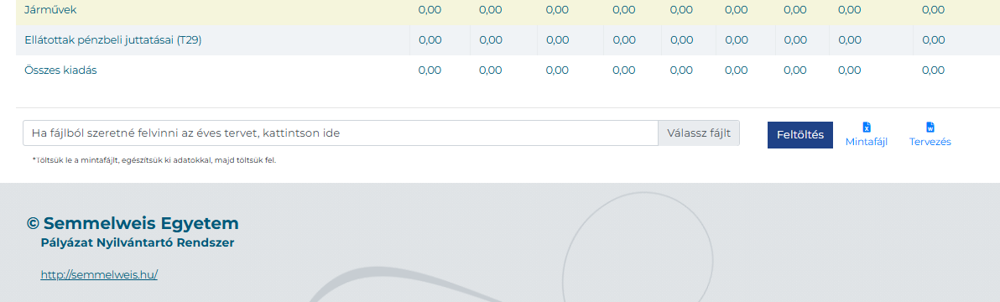 Járművek 0,00 0,00 0,00 0,00 0,00 0,00 0,00 0,00 0,00
Ellátottak pénzbeli juttatásai (T29) 0,00 0,00 0,00 0,00 0,00 0,00 0,00 0,00 0,00
Összes kiadás 0,00 0,00 0,00 0,00 0,00 0,00 0,00 0,00 0,00
Ha fájlból szeretné felvinni az éves tervet, kattintson ide Válassz fájlt Feltöltés Mintafájl Tervezés
*Töltsük le a mintafájlt, egészítsük ki adatokkal, majd töltsük fel.
© Semmelweis Egyetem
Pályázat Nyilvántartó Rendszer
http://semmelweis.hu/